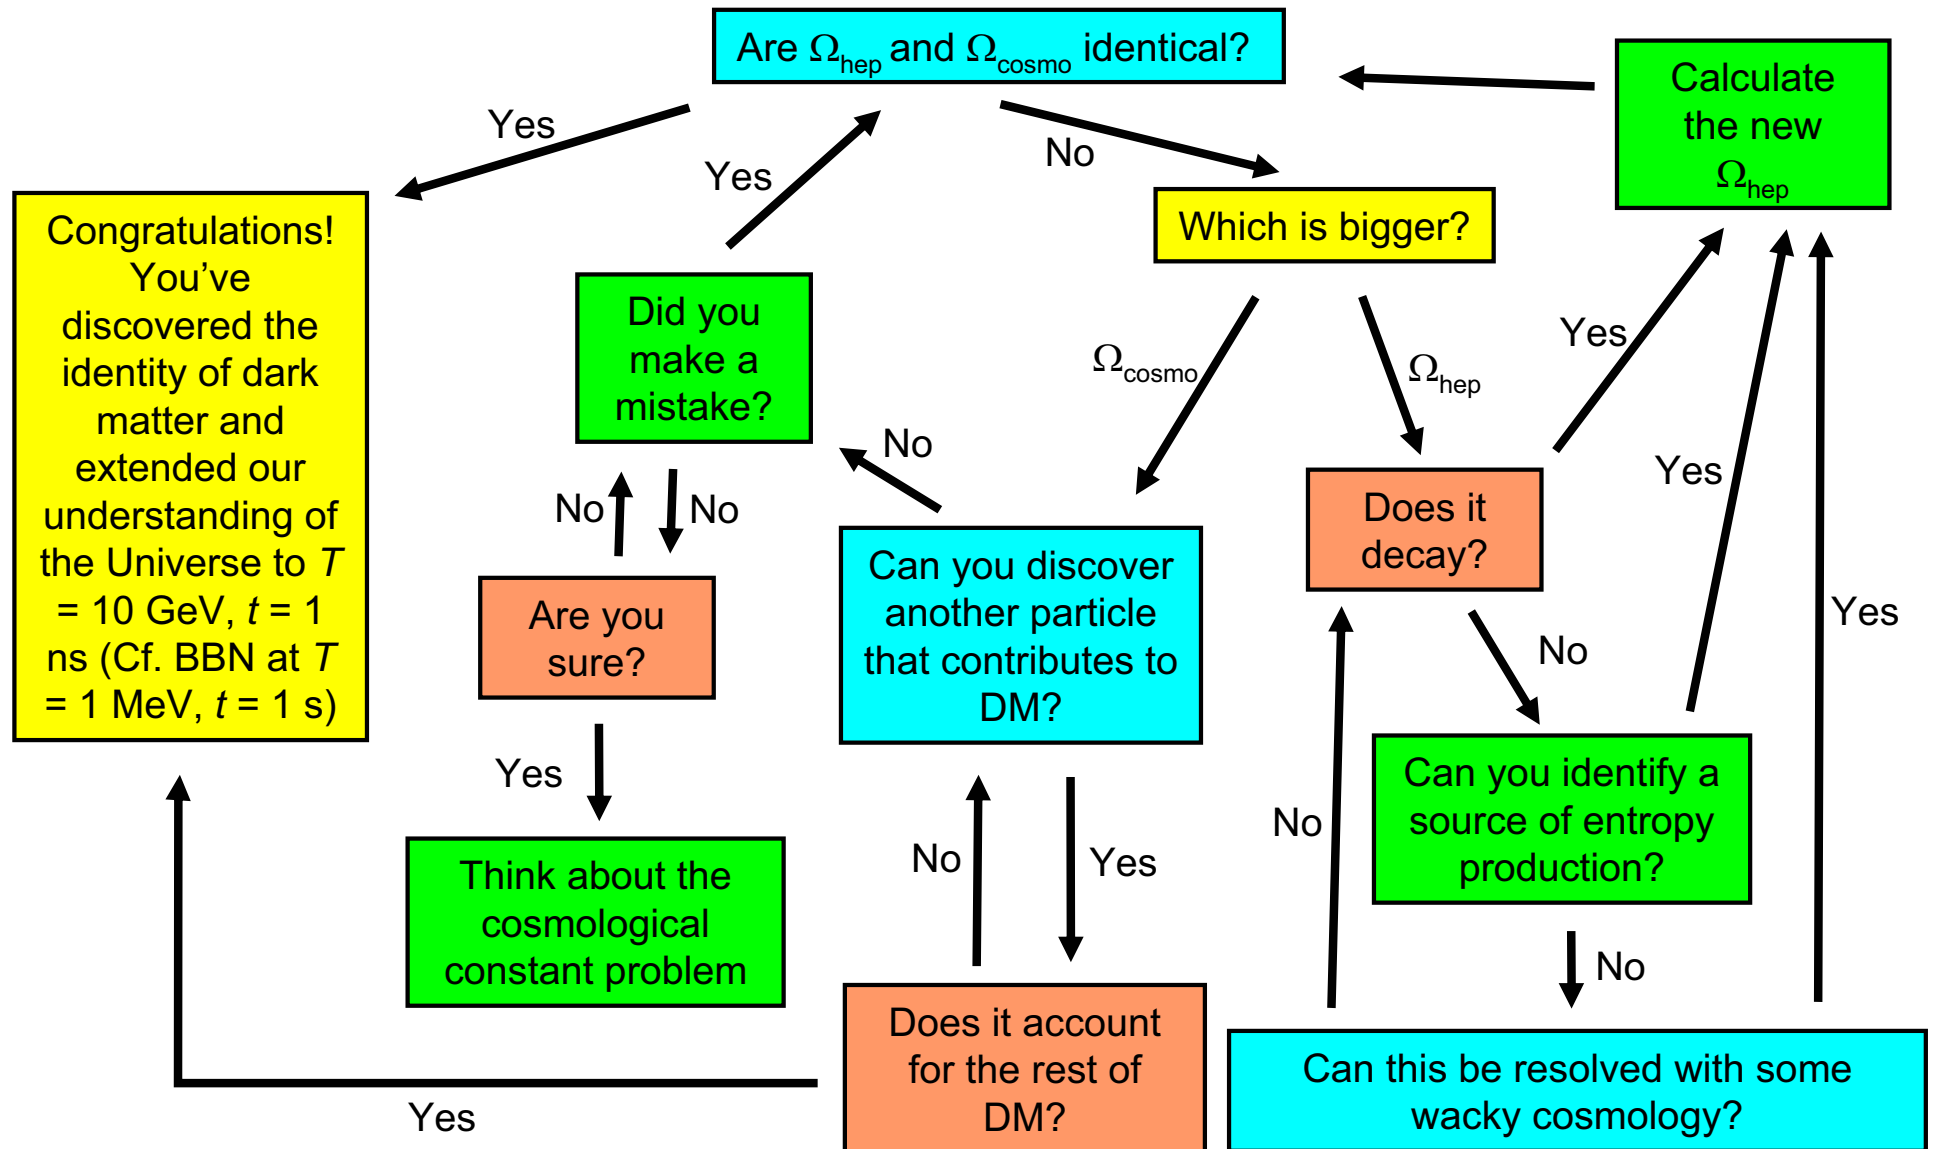 Are Ωhep and Ωcosmo identical?
Calculate
the new
Ωhep
Yes
Yes
No
Which is bigger?
Congratulations!
You’ve
discovered the
identity of dark
matter and
extended our
understanding of
the Universe to T
= 10 GeV, t = 1
ns (Cf. BBN at T
= 1 MeV, t = 1 s)
Did you
make a
mistake?
Ωcosmo
Ωhep
Yes
No
Yes
No
No
Does it
decay?
Are you
sure?
Can you discover
another particle
that contributes to
DM?
No
Yes
Yes
Can you identify a
source of entropy
production?
No
Think about the
cosmological
constant problem
No
Yes
No
Does it account
for the rest of
DM?
Yes
Can this be resolved with some
wacky cosmology?